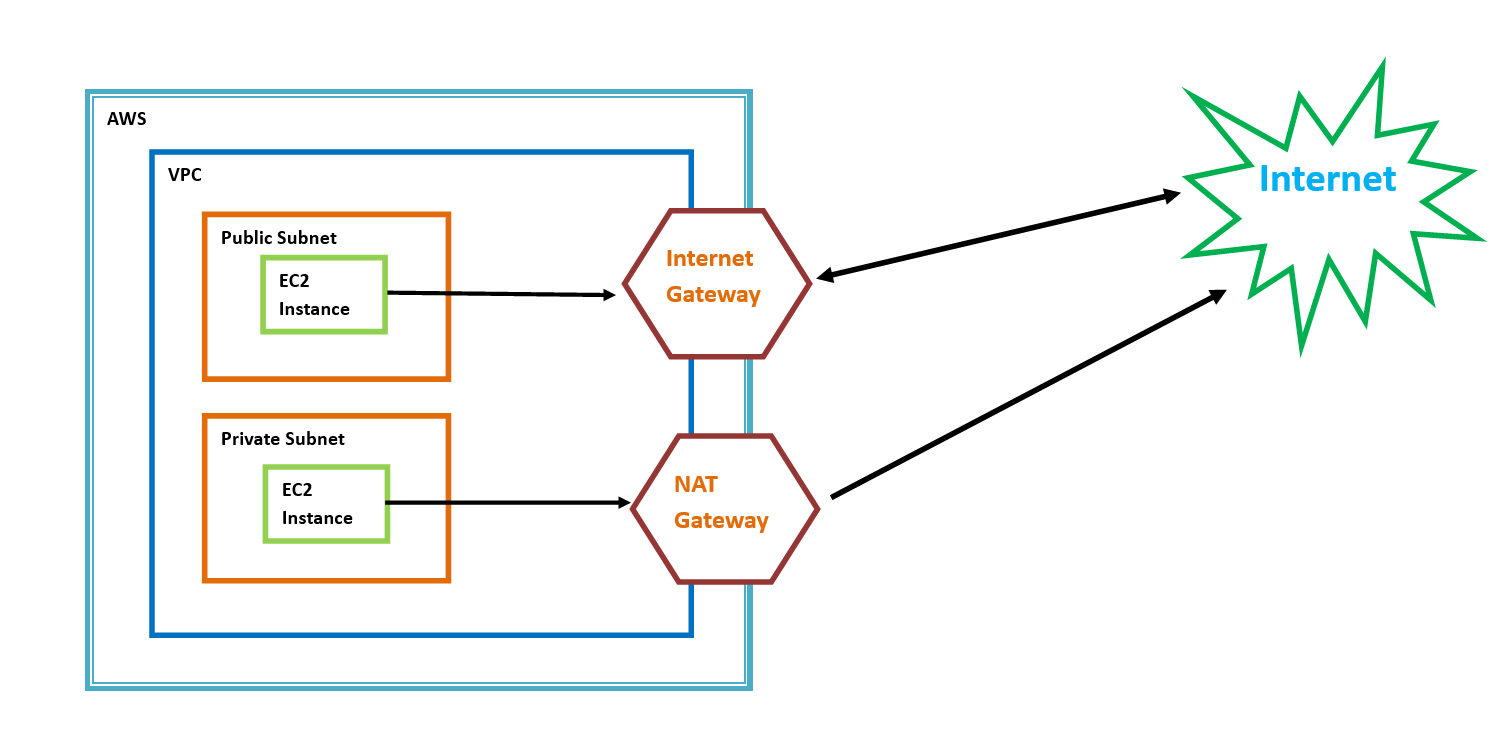 AWS
VPC
Public Subnet
EC2
Instance
Internet
Gateway
Internet
Private Subnet
EC2
Instance
NAT
Gateway